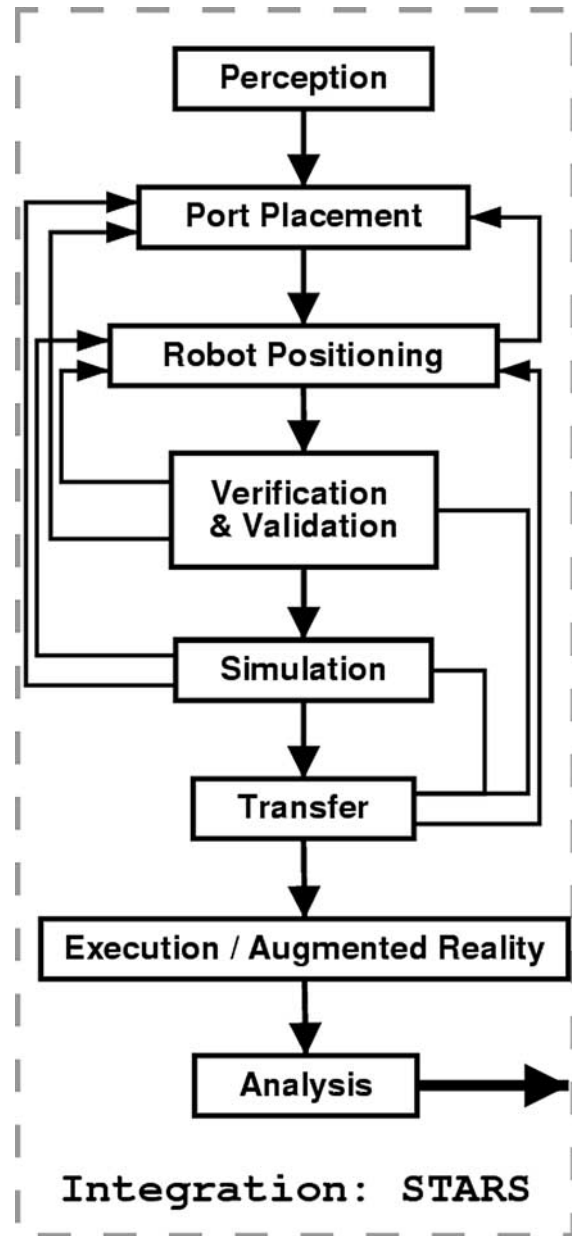 Perception
Port Placement
Robot Positioning
Verification
& Validation
Simulation
Transfer
Execution / Augmented Reality
Analysis
Integration: STARS